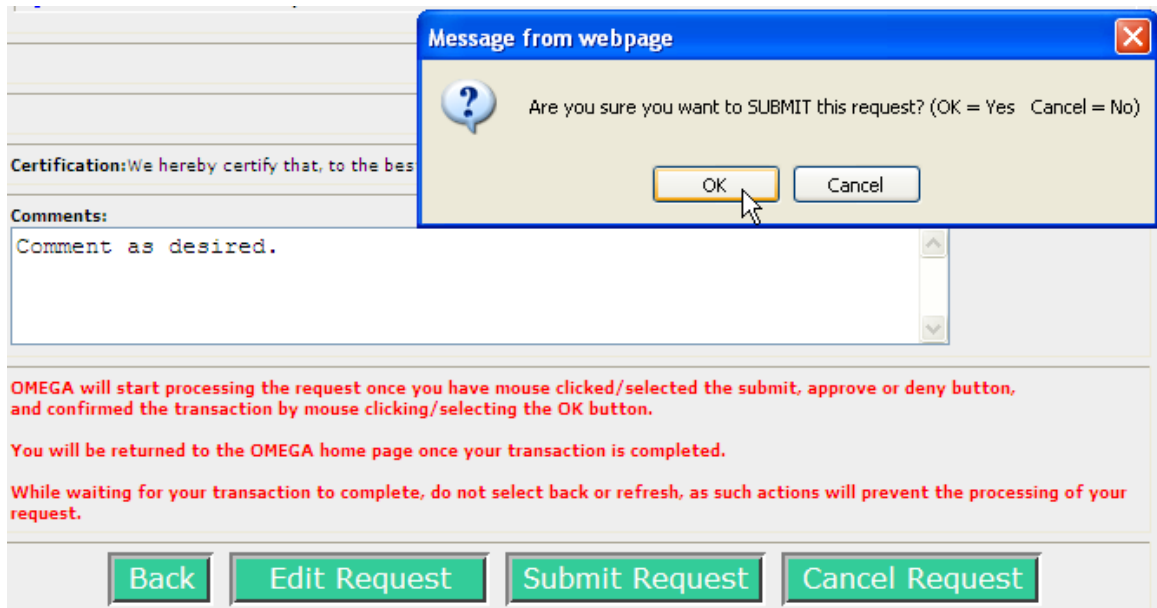 Message from webpage
Are you sure you want to SUBMIT this request? (OK = Yes Cancel = No)
OK
Cancel
Certification:We hereby certify that, to the bes
Comments:
Comment as desired.
OMEGA will start processing the request once you have mouse clicked/selected the submit, approve or deny button,
and confirmed the transaction by mouse clicking/selecting the OK button.
You will be returned to the OMEGA home page once your transaction is completed.
While waiting for your transaction to complete, do not select back or refresh, as such actions will prevent the processing of your
request.
Back
Edit Request
Submit Request
Cancel Request